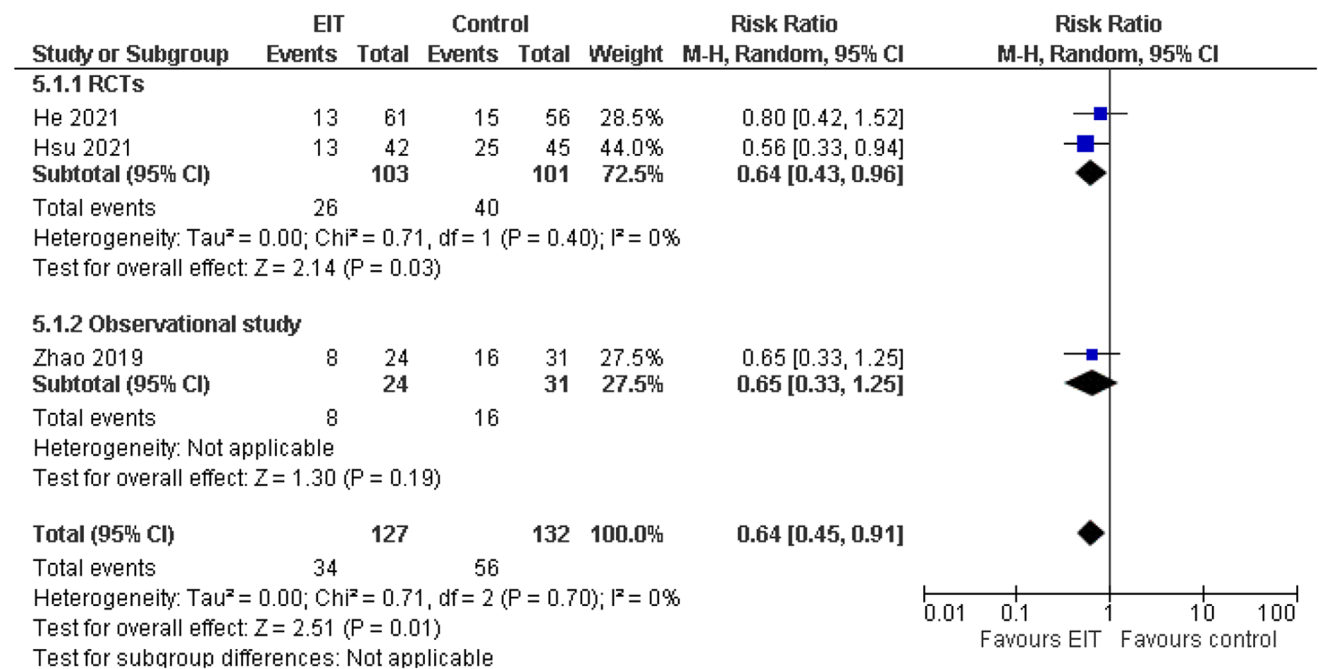 EIT Control Risk Ratio Risk Ratio
Study or Subgroup Events Total Events Total Weight M-H, Random, 95% CI M-H, Random, 95% CI
5.1.1 RCTs
He 2021 13 61 15 56 28.5% 0.80 [0.42, 1.52]
Hsu 2021 13 42 25 45 44.0% 0.56 [0.33, 0.94]
Subtotal (95% CI) 103 101 72.5% 0.64 [0.43, 0.96]
Total events 26 40
Heterogeneity: Tau² = 0.00; Chi² = 0.71, df = 1 (P = 0.40); I² = 0%
Test for overall effect: Z = 2.14 (P = 0.03)
5.1.2 Observational study
Zhao 2019 8 24 16 31 27.5% 0.65 [0.33, 1.25]
Subtotal (95% CI) 24 31 27.5% 0.65 [0.33, 1.25]
Total events 8 16
Heterogeneity: Not applicable
Test for overall effect: Z = 1.30 (P = 0.19)
Total (95% CI) 127 132 100.0% 0.64 [0.45, 0.91]
Total events 34 56
Heterogeneity: Tau² = 0.00; Chi² = 0.71, df = 2 (P = 0.70); I² = 0%
Test for overall effect: Z = 2.51 (P = 0.01)
Test for subgroup differences: Not applicable
0.01 0.1 1 10 100
Favours EIT Favours control